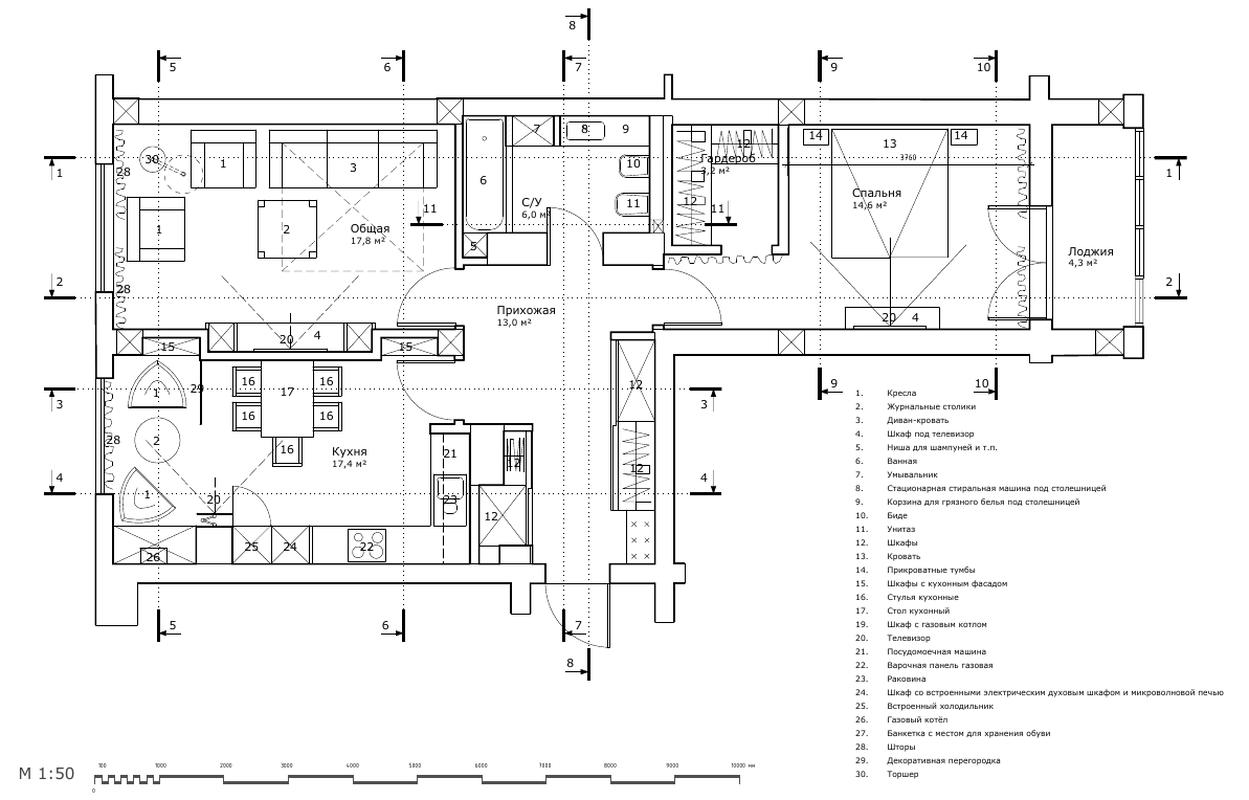 8
5
6
7
9
10
30
28
1
3
7
8
9
6
10
11
12
Гардероб
3,2 м²
14
13
14
3760
1
1
1
2
Общая
17,8 м²
11
С/У
6,0 м²
5
12
11
Спальня
14,6 м²
Лоджия
4,3 м²
2
28
2
Прихожая
13,0 м²
20
4
20
4
15
15
3
1
29
16
17
16
12
3
9
10
28
2
16
16
16
Кухня
17,4 м²
21
12
12
4
1
20
23
12
4
26
25
24
22
5
6
7
8
1. Кресла
2. Журнальные столики
3. Диван-кровать
4. Шкаф под телевизор
5. Ниша для шампуней и т.п.
6. Ванная
7. Умывальник
8. Стационарная стиральная машина под столешницей
9. Корзина для грязного белья под столешницей
10. Биде
11. Унитаз
12. Шкафы
13. Кровать
14. Прикроватные тумбы
15. Шкафы с кухонным фасадом
16. Стулья кухонные
17. Стол кухонный
19. Шкаф с газовым котлом
20. Телевизор
21. Посудомоечная машина
22. Варочная панель газовая
23. Раковина
24. Шкаф со встроенными электрическим духовым шкафом и микроволновой печью
25. Встроенный холодильник
26. Газовый котёл
27. Банкетка с местом для хранения обуви
28. Шторы
29. Декоративная перегородка
30. Торшер
М 1:50
0 100 1000 2000 3000 4000 5000 6000 7000 8000 9000 10000 мм